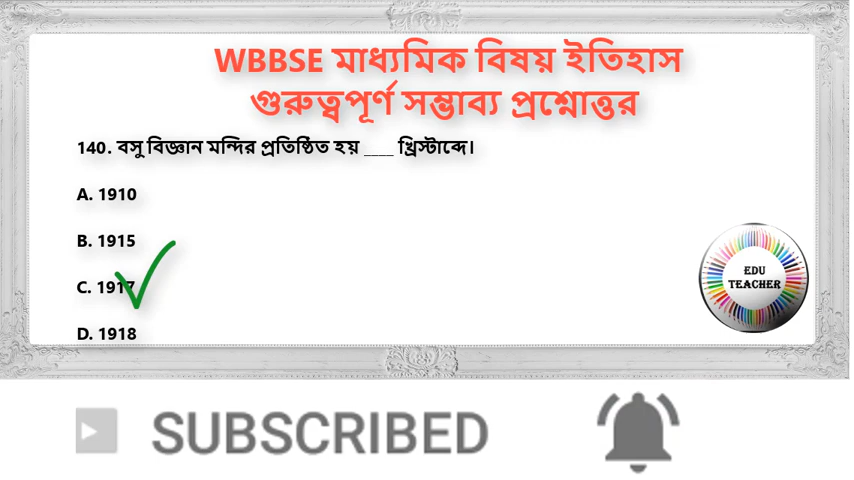 WBBSE মাধ্যমিক বিষয় ইতিহাস
গুরুত্বপূর্ণ সম্ভাব্য প্রশ্নোত্তর
140. বসু বিজ্ঞান মন্দির প্রতিষ্ঠিত হয় ____ খ্রিস্টাব্দে।
A. 1910
B. 1915
C. 1917
D. 1918
EDU
TEACHER
SUBSCRIBED